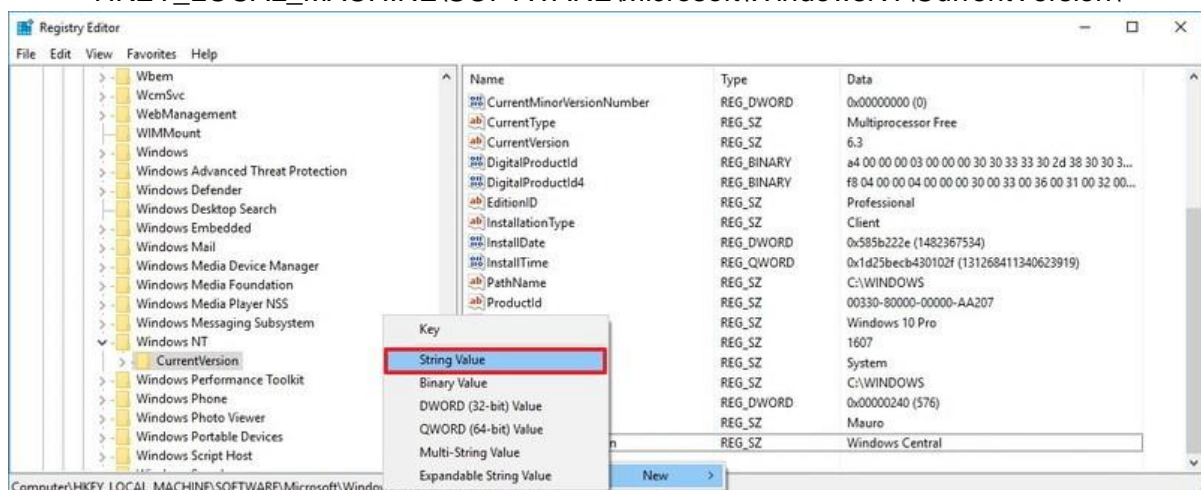 HKEY_LOCAL_MACHINE\SOFTWARE\Microsoft\WindowsNT\CurrentVersion\
Registry Editor
File Edit View Favorites Help
Wbem
WcmSvc
WebManagement
WIMMount
Windows
Windows Advanced Threat Protection
Windows Defender
Windows Desktop Search
Windows Embedded
Windows Mail
Windows Media Device Manager
Windows Media Foundation
Windows Media Player NSS
Windows Messaging Subsystem
Windows NT
CurrentVersion
Windows Performance Toolkit
Windows Phone
Windows Photo Viewer
Windows Portable Devices
Windows Script Host
Name Type Data
CurrentMinorVersionNumber REG_DWORD 0x00000000 (0)
CurrentType REG_SZ Multiprocessor Free
CurrentVersion REG_SZ 6.3
DigitalProductId REG_BINARY a4 00 00 00 03 00 00 00 30 30 33 33 30 2d 38 30 30 3...
DigitalProductId4 REG_BINARY f8 04 00 00 04 00 00 00 30 00 33 00 36 00 31 00 32 00...
EditionID REG_SZ Professional
InstallationType REG_SZ Client
InstallDate REG_DWORD 0x585b222e (1482367534)
InstallTime REG_QWORD 0x1d25becb430102f (131268411340623919)
PathName REG_SZ C:\WINDOWS
ProductId REG_SZ 00330-80000-00000-AA207
REG_SZ Windows 10 Pro
REG_SZ 1607
REG_SZ System
REG_SZ C:\WINDOWS
REG_DWORD 0x00000240 (576)
REG_SZ Mauro
n REG_SZ Windows Central
Key
String Value
Binary Value
DWORD (32-bit) Value
QWORD (64-bit) Value
Multi-String Value
Expandable String Value
New
Computer\HKEY_LOCAL_MACHINE\SOFTWARE\Microsoft\Window